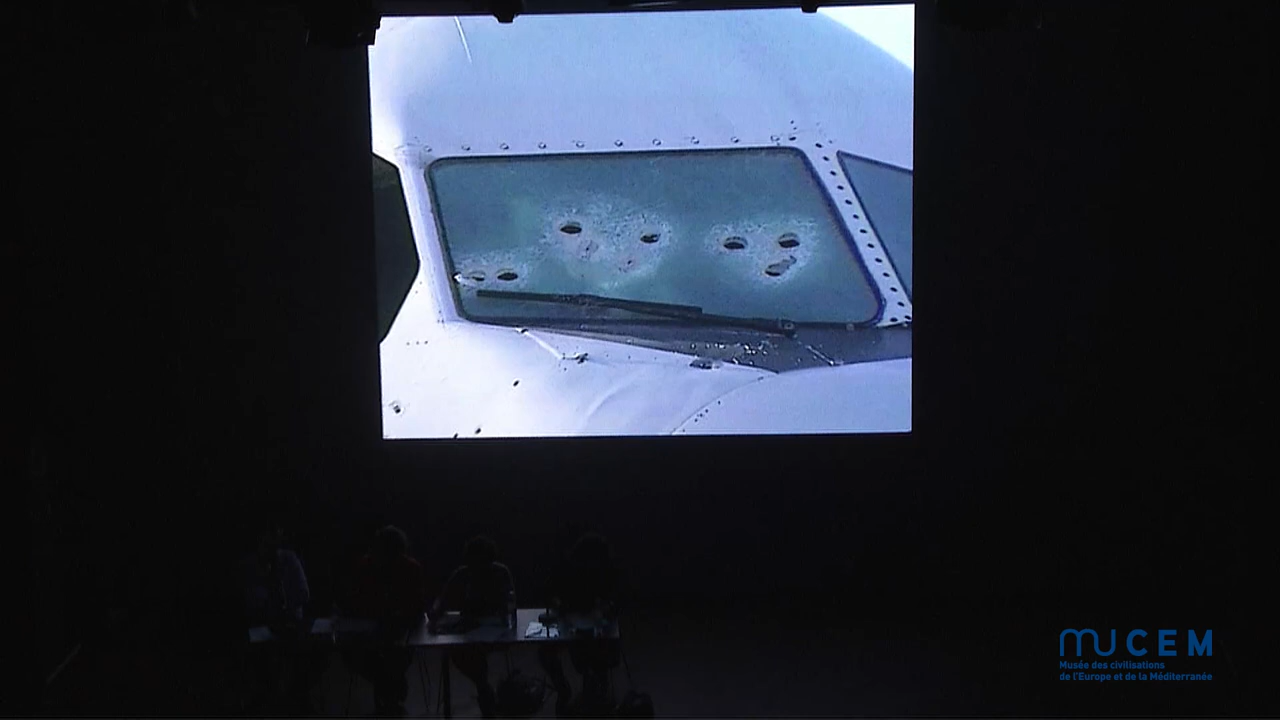 mucem
Musée des civilisations
de l'Europe et de la Méditerranée